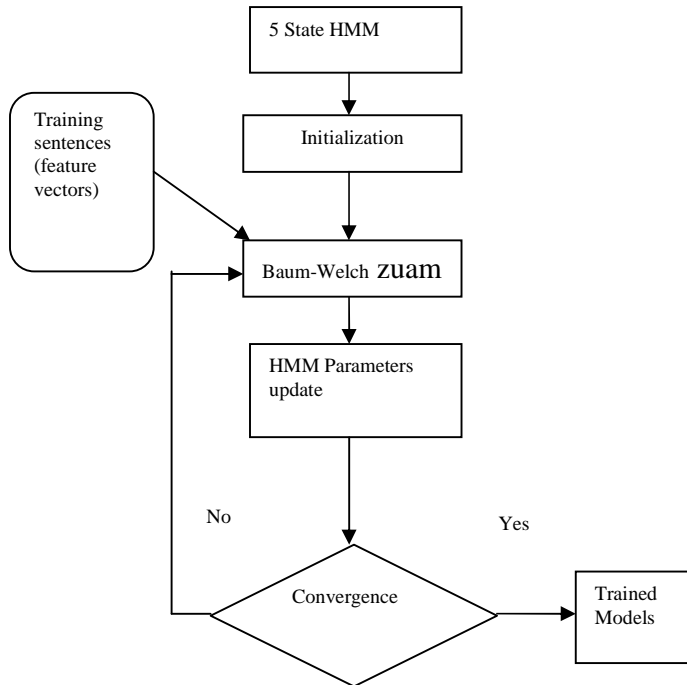 5 State HMM
Initialization
Training
sentences
(feature
vectors)
Baum-Welch zuam
HMM Parameters
update
No
Yes
Convergence
Trained
Models